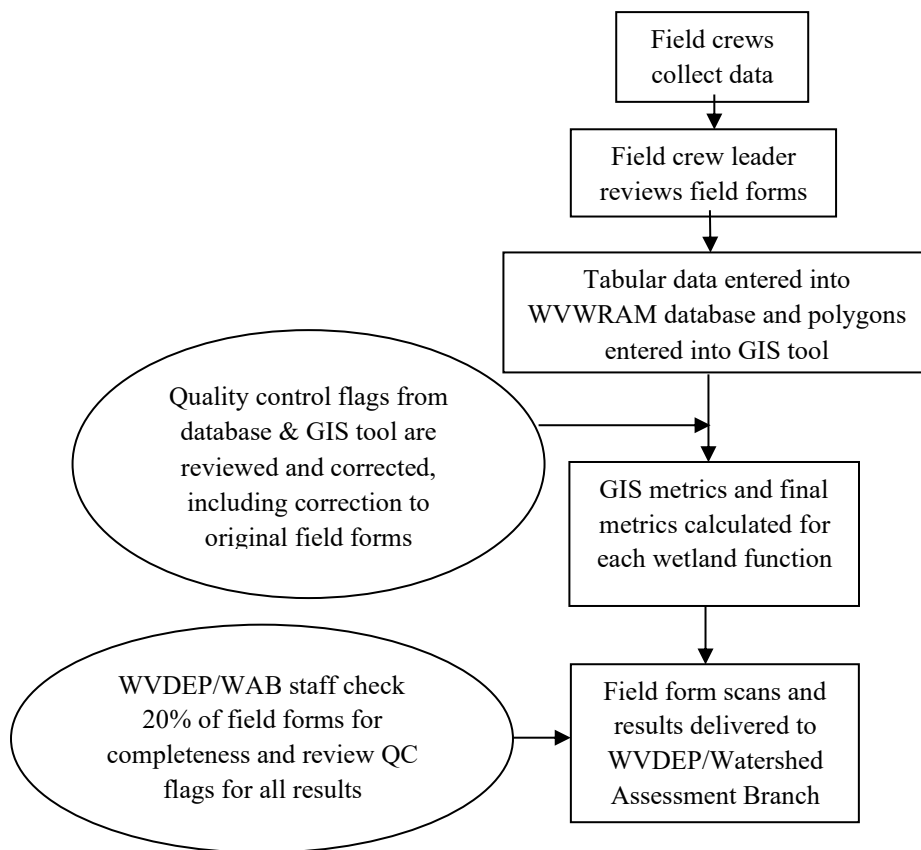 Field crews
collect data
Field crew leader
reviews field forms
Tabular data entered into
WVWRAM database and polygons
entered into GIS tool
Quality control flags from
database & GIS tool are
reviewed and corrected,
including correction to
original field forms
GIS metrics and final
metrics calculated for
each wetland function
WVDEP/WAB staff check
20% of field forms for
completeness and review QC
flags for all results
Field form scans and
results delivered to
WVDEP/Watershed
Assessment Branch